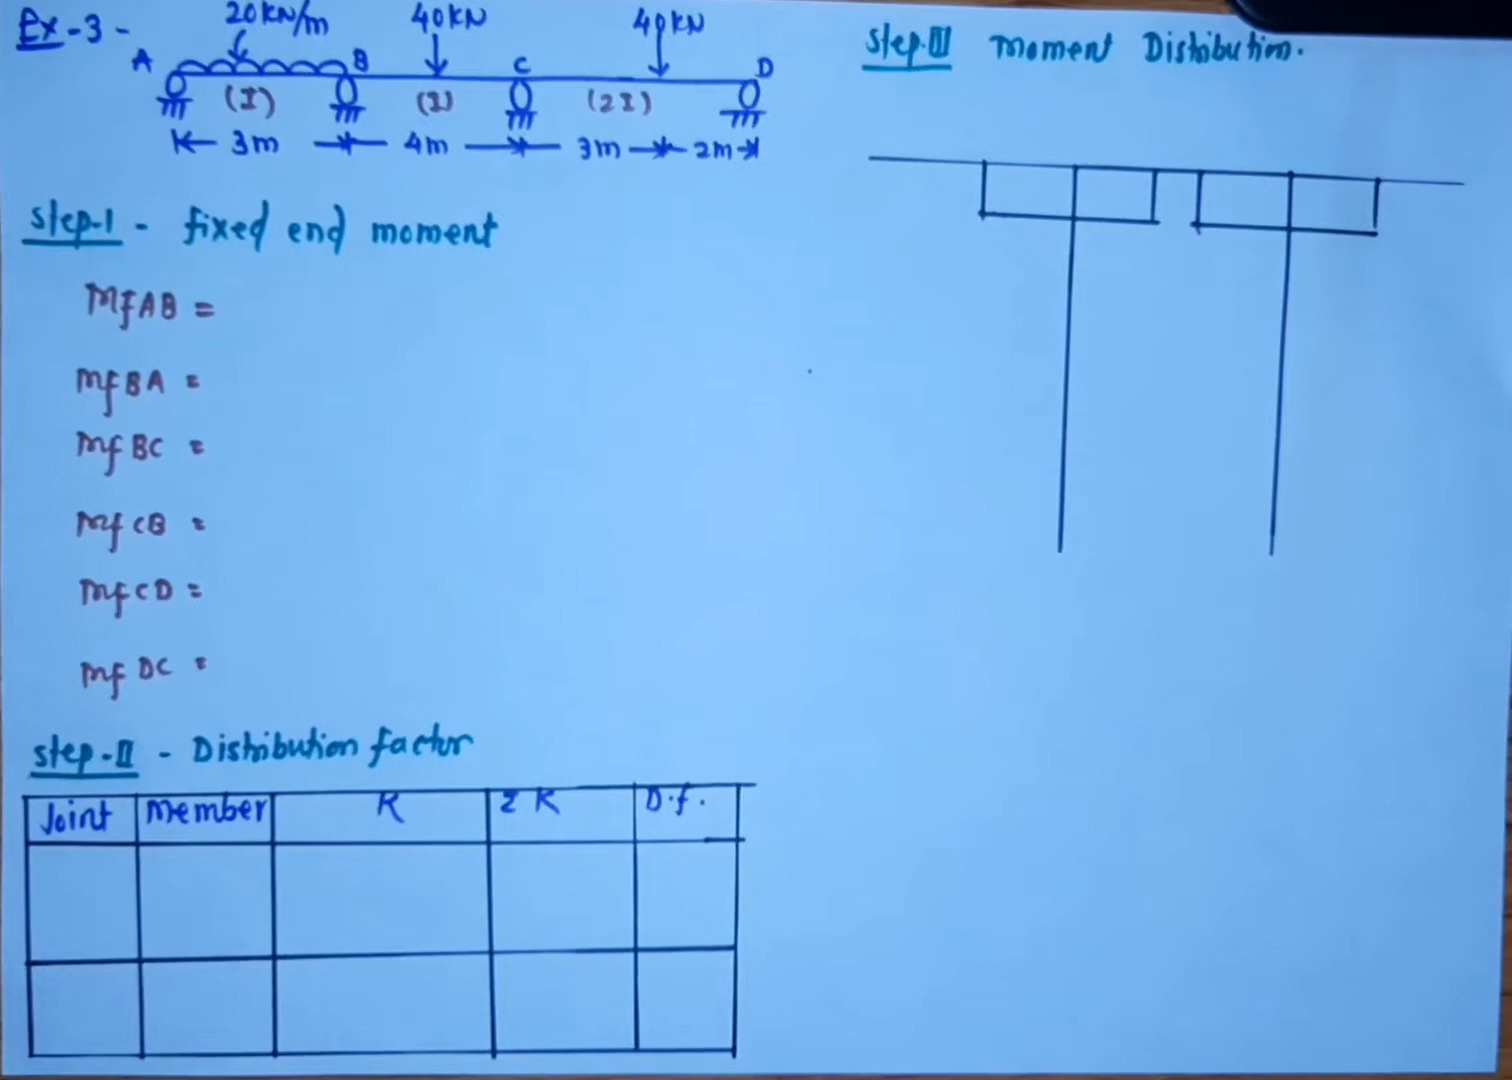 Ex-3-
20KN/m 40KN 40KN
A B C D
(I) (I) (2I)
3m 4m 3m 2m
Step-I - fixed end moment
MfAB =
MfBA =
MfBC =
MfCB =
MfCD =
MfDC =
Step-II - Distribution factor
Joint member K ΣK D.f.
Step.III moment Distribution.